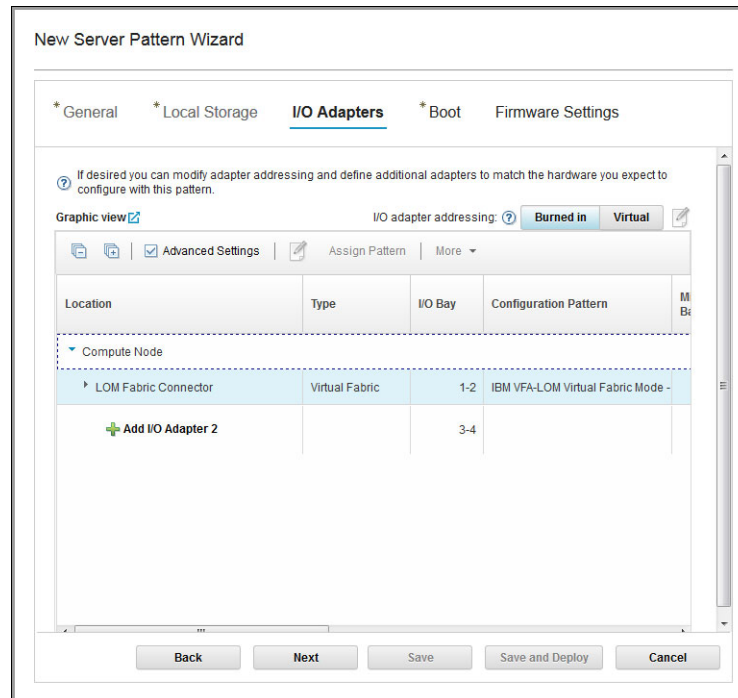 New Server Pattern Wizard
*General *Local Storage I/O Adapters *Boot Firmware Settings
If desired you can modify adapter addressing and define additional adapters to match the hardware you expect to
configure with this pattern.
Graphic view I/O adapter addressing: Burned in Virtual
Advanced Settings Assign Pattern More
Location Type I/O Bay Configuration Pattern
Compute Node
LOM Fabric Connector Virtual Fabric 1-2 IBM VFA-LOM Virtual Fabric Mode -
Add I/O Adapter 2 3-4
Back Next Save Save and Deploy Cancel